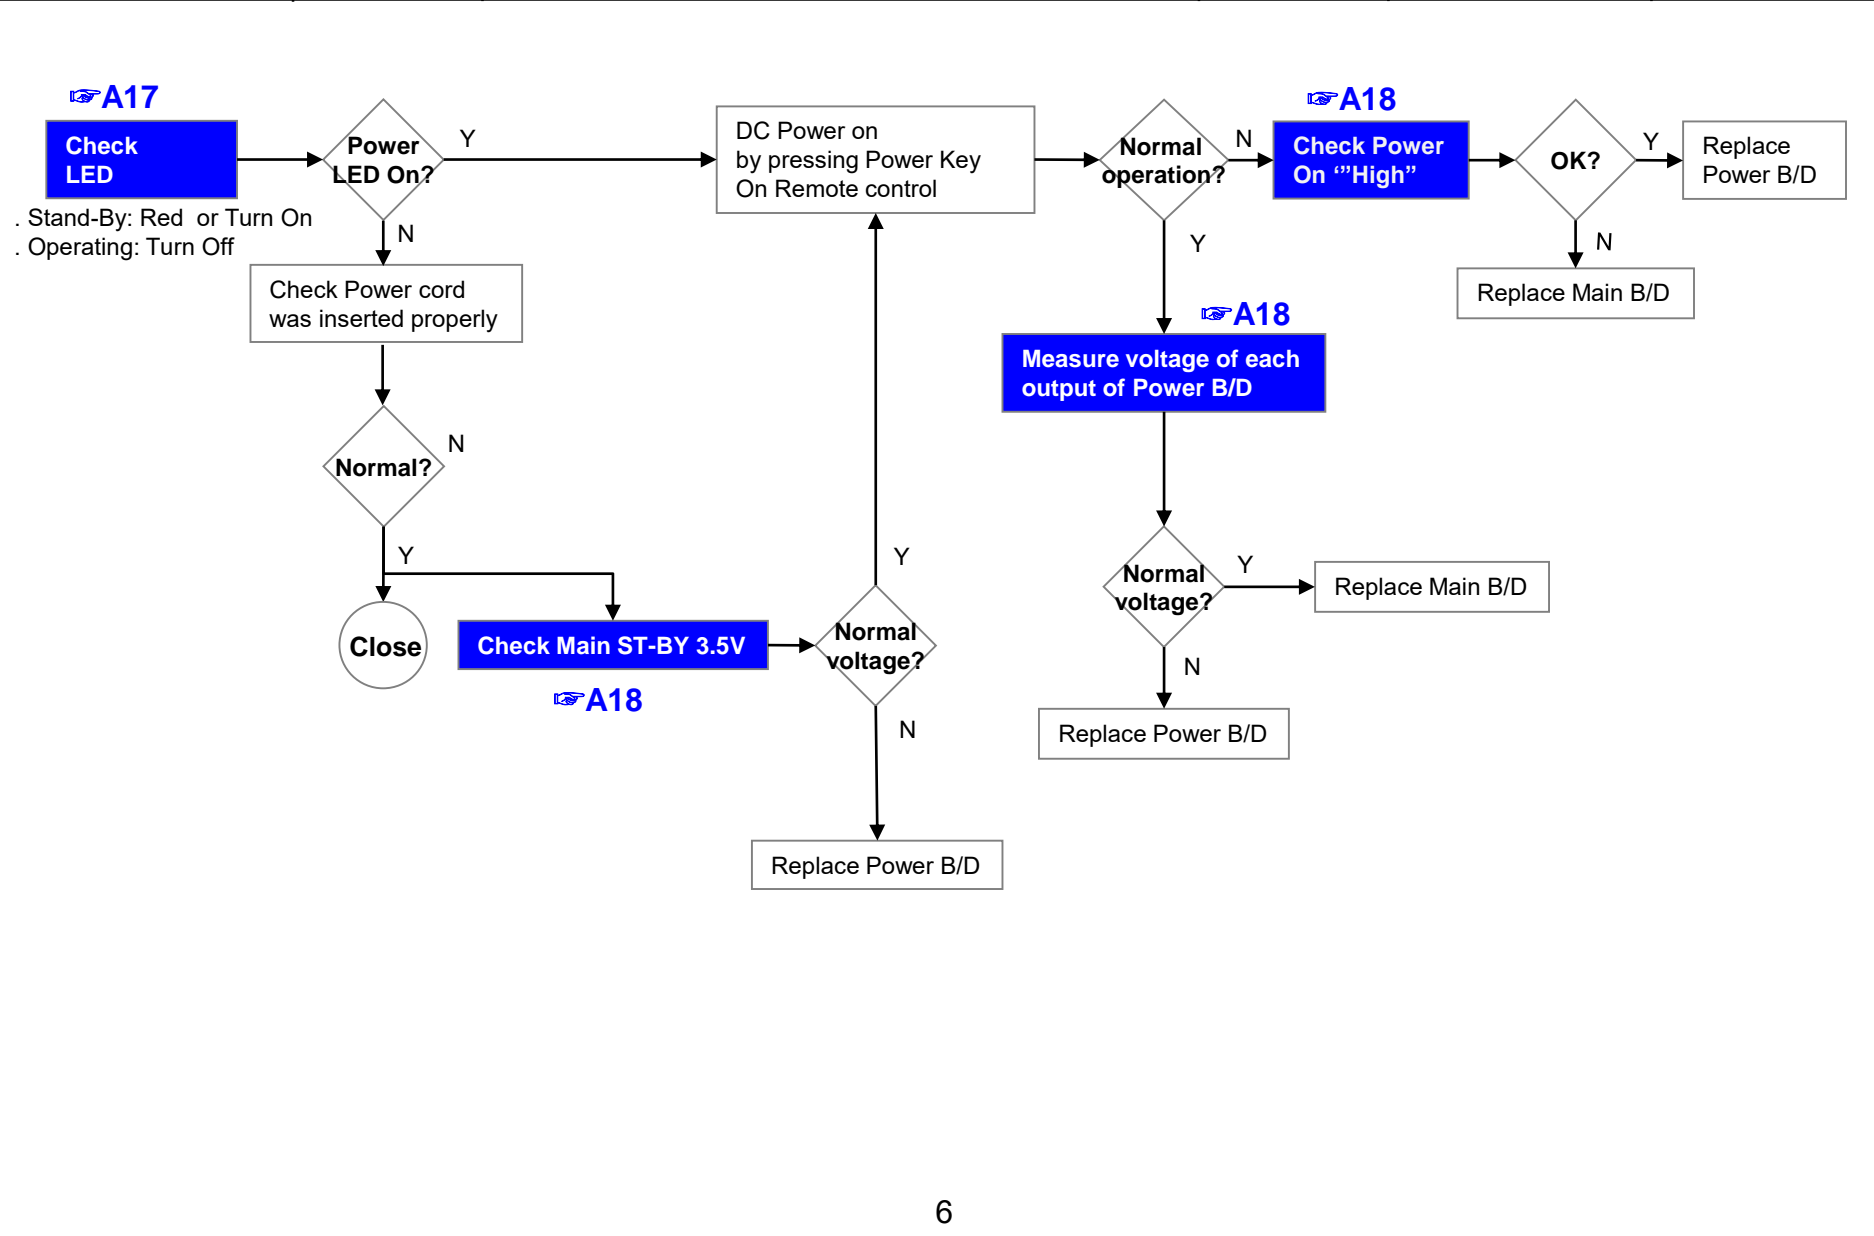 ☞A17
Check
LED
. Stand-By: Red or Turn On
. Operating: Turn Off
Power
LED On?
Y
N
Check Power cord
was inserted properly
Normal?
N
Y
Close
Check Main ST-BY 3.5V
☞A18
Normal
voltage?
Y
N
Replace Power B/D
DC Power on
by pressing Power Key
On Remote control
Normal
operation?
N
Y
☞A18
Check Power
On ‘”High”
OK?
Y
Replace
Power B/D
N
Replace Main B/D
☞A18
Measure voltage of each
output of Power B/D
Normal
voltage?
Y
Replace Main B/D
N
Replace Power B/D
6